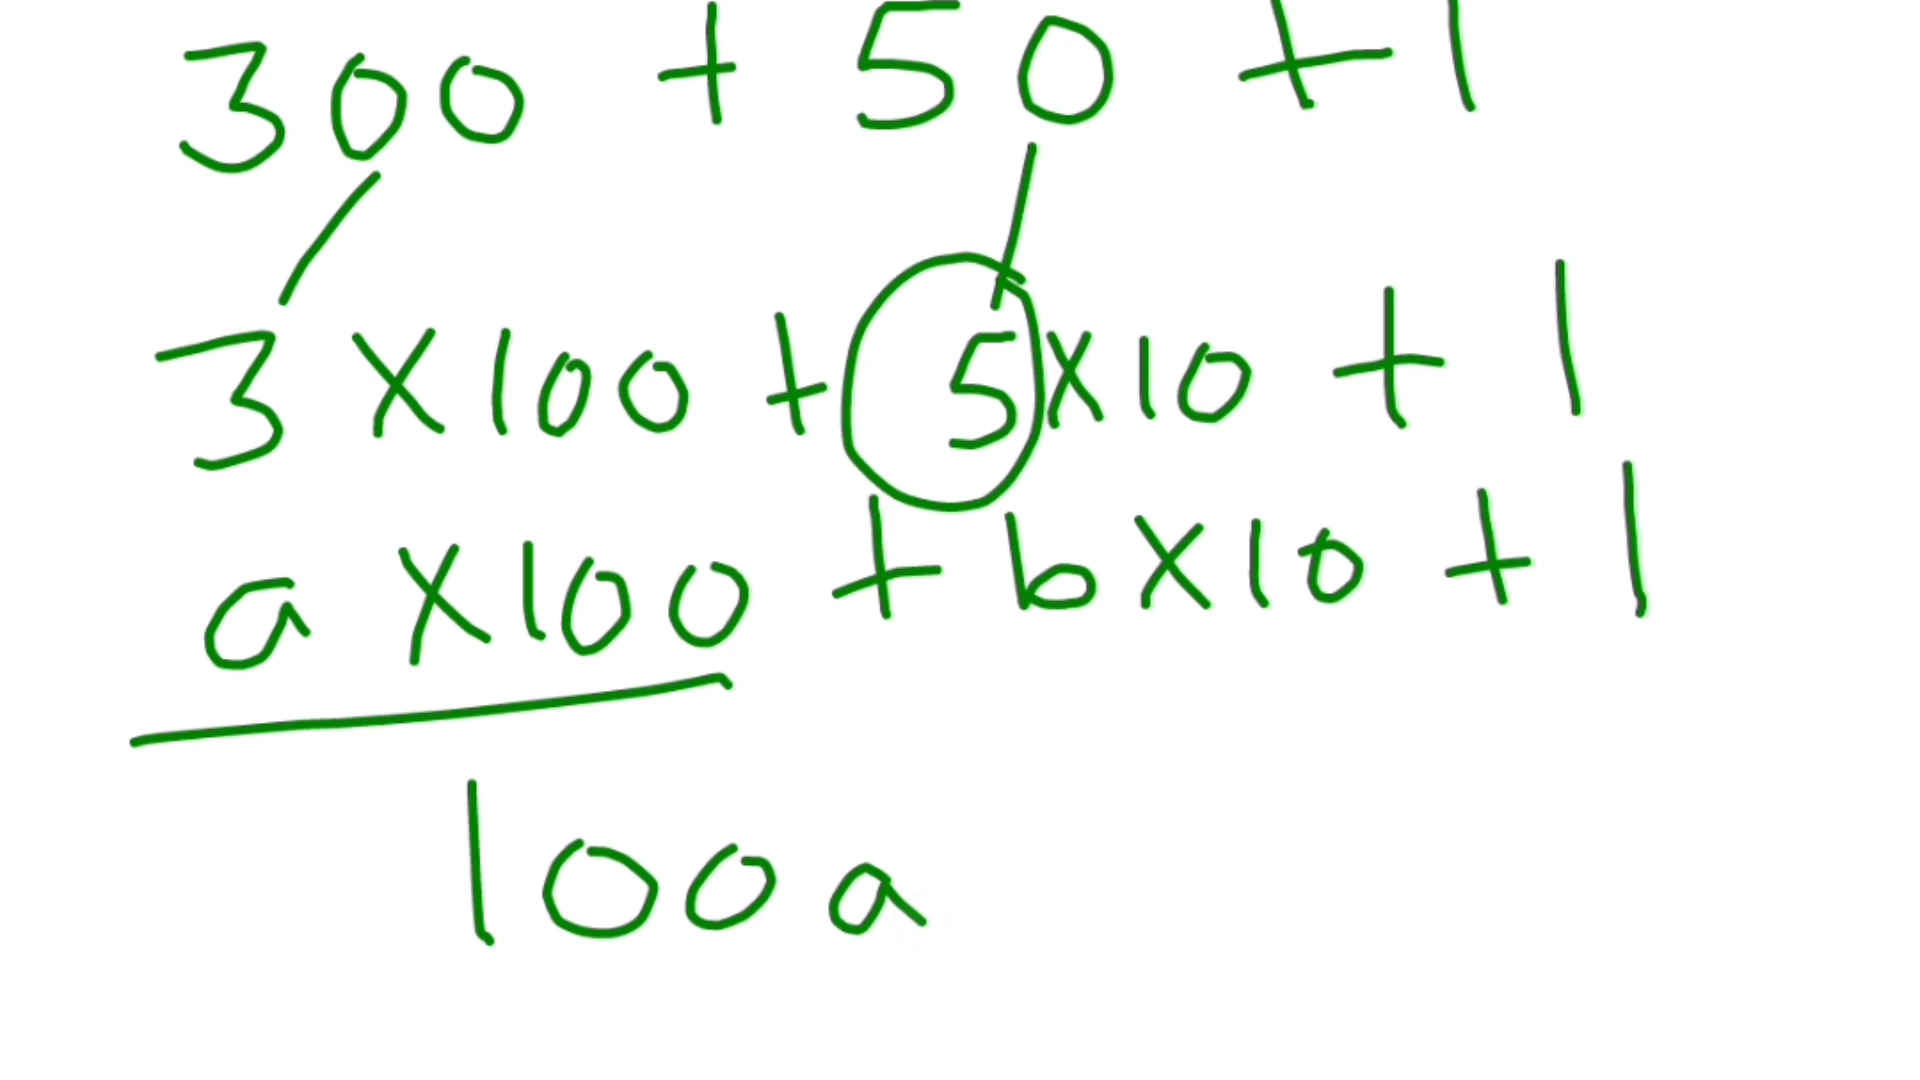 300 + 50 + 1
3 × 100 + 5 × 10 + 1
a × 100 + b × 10 + 1
100a